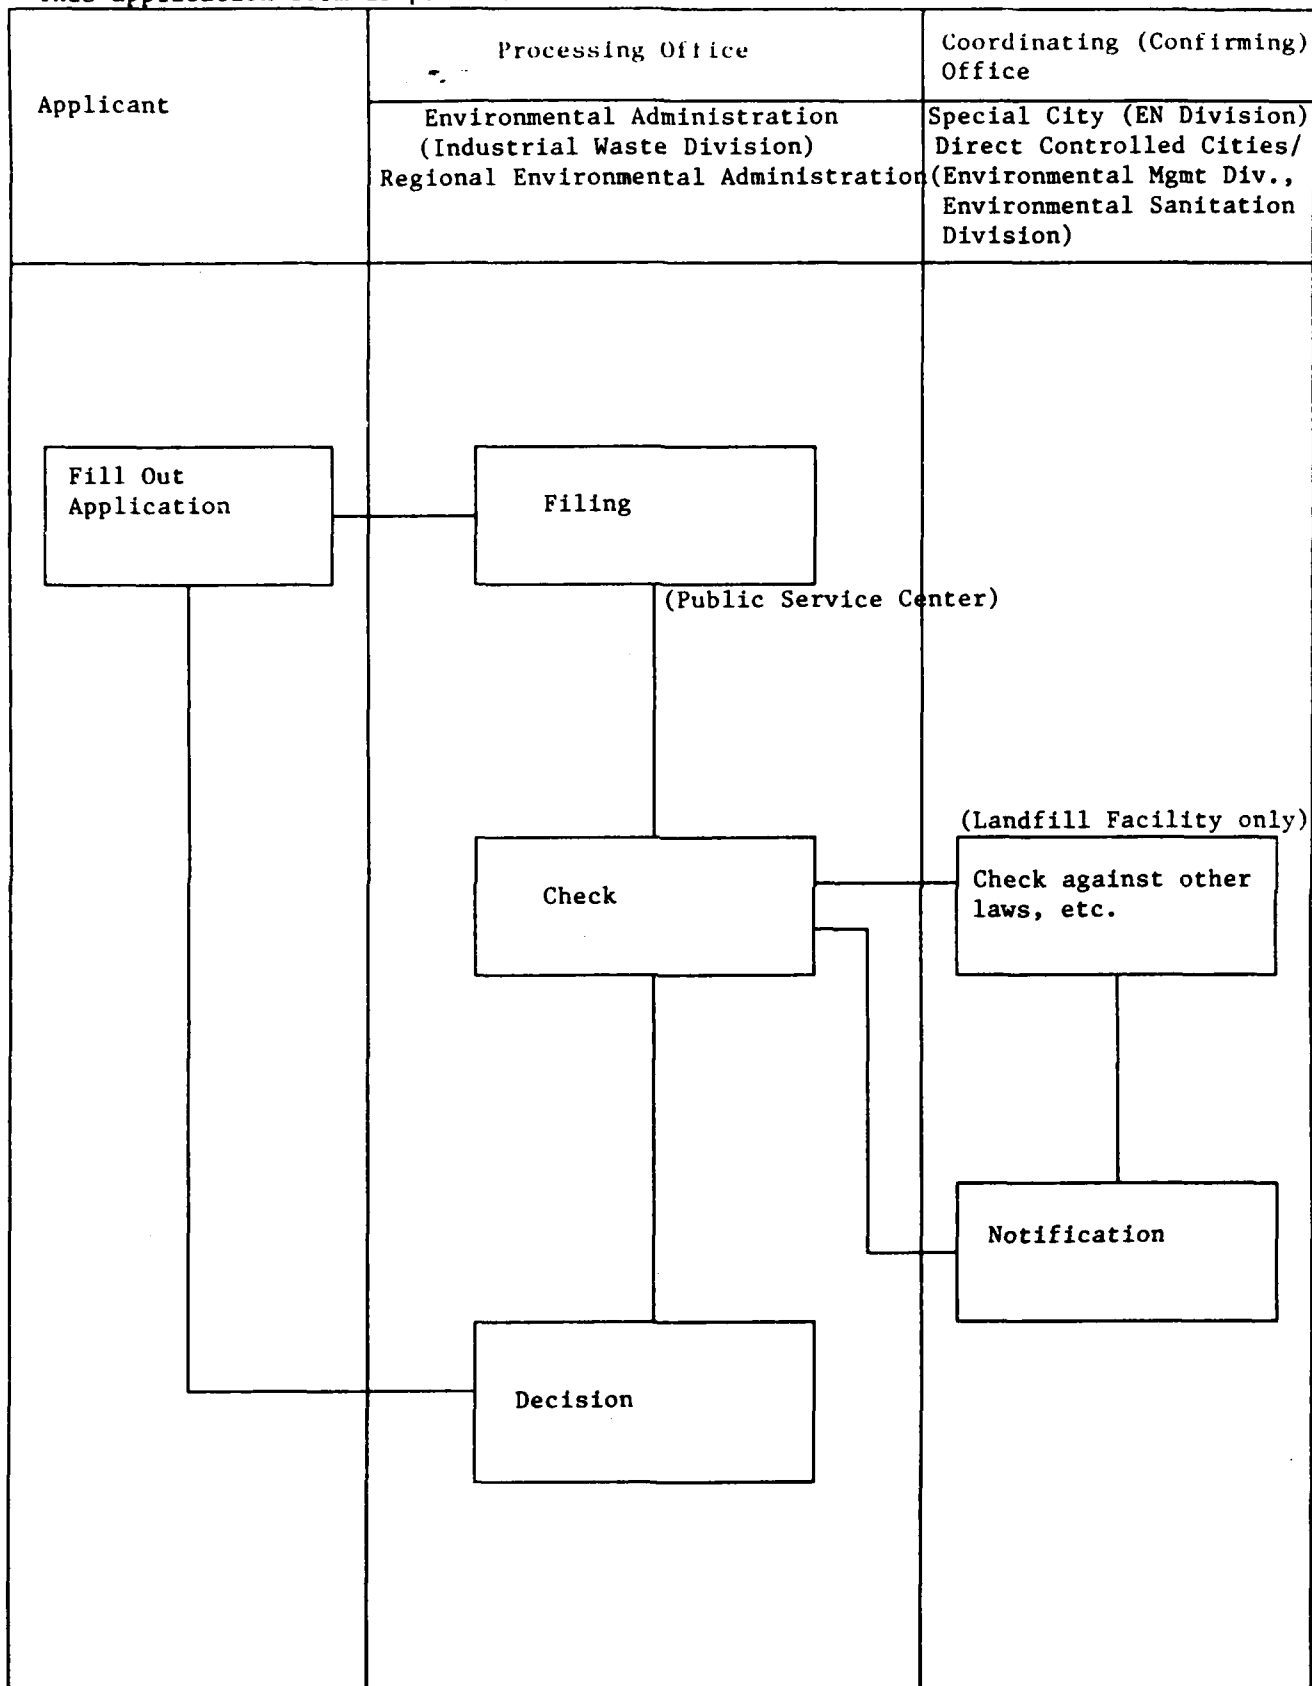 Applicant
Processing Office
Coordinating (Confirming)
Office
Environmental Administration
(Industrial Waste Division)
Regional Environmental Administration
Special City (EN Division)
Direct Controlled Cities/
(Environmental Mgmt Div.,
Environmental Sanitation
Division)
Fill Out
Application
Filing
(Public Service Center)
(Landfill Facility only)
Check
Check against other
laws, etc.
Notification
Decision